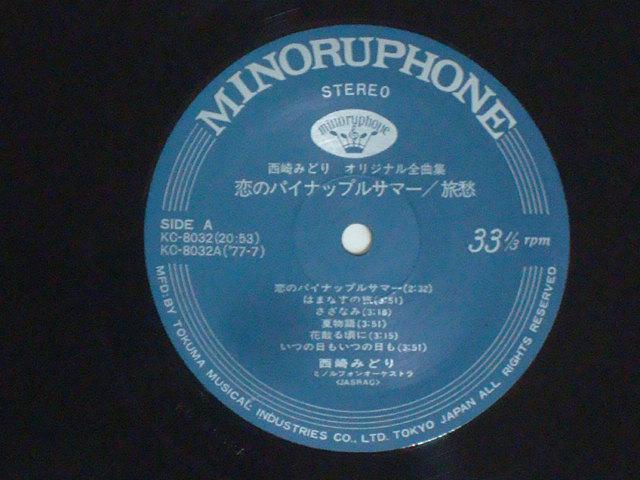 MINORUPHONE
STEREO
minoruphone
西崎みどり オリジナル全曲集
恋のパイナップルサマー/旅愁
SIDE A
KC-8032(20:53)
KC-8032A('77-7)
33 1/3 rpm
恋のパイナップルサマー(2:32)
はまなすの(3:51)
さざなみ(3:18)
夏物語(3:51)
花散る頃に(3:15)
いつの日もいつの日も(3:51)
西崎みどり
ミノルフォンオーケストラ
<JASRAC>
MFD. BY TOKUMA MUSICAL INDUSTRIES CO., LTD. TOKYO JAPAN ALL RIGHTS RESERVED